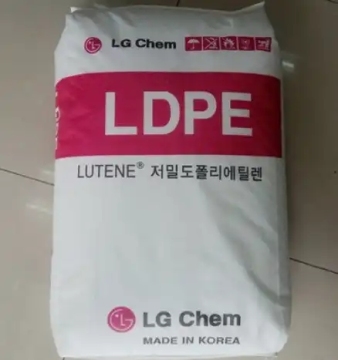 LG Chem
LDPE
LUTENE® 저밀도폴리에틸렌
LG Chem
MADE IN KOREA